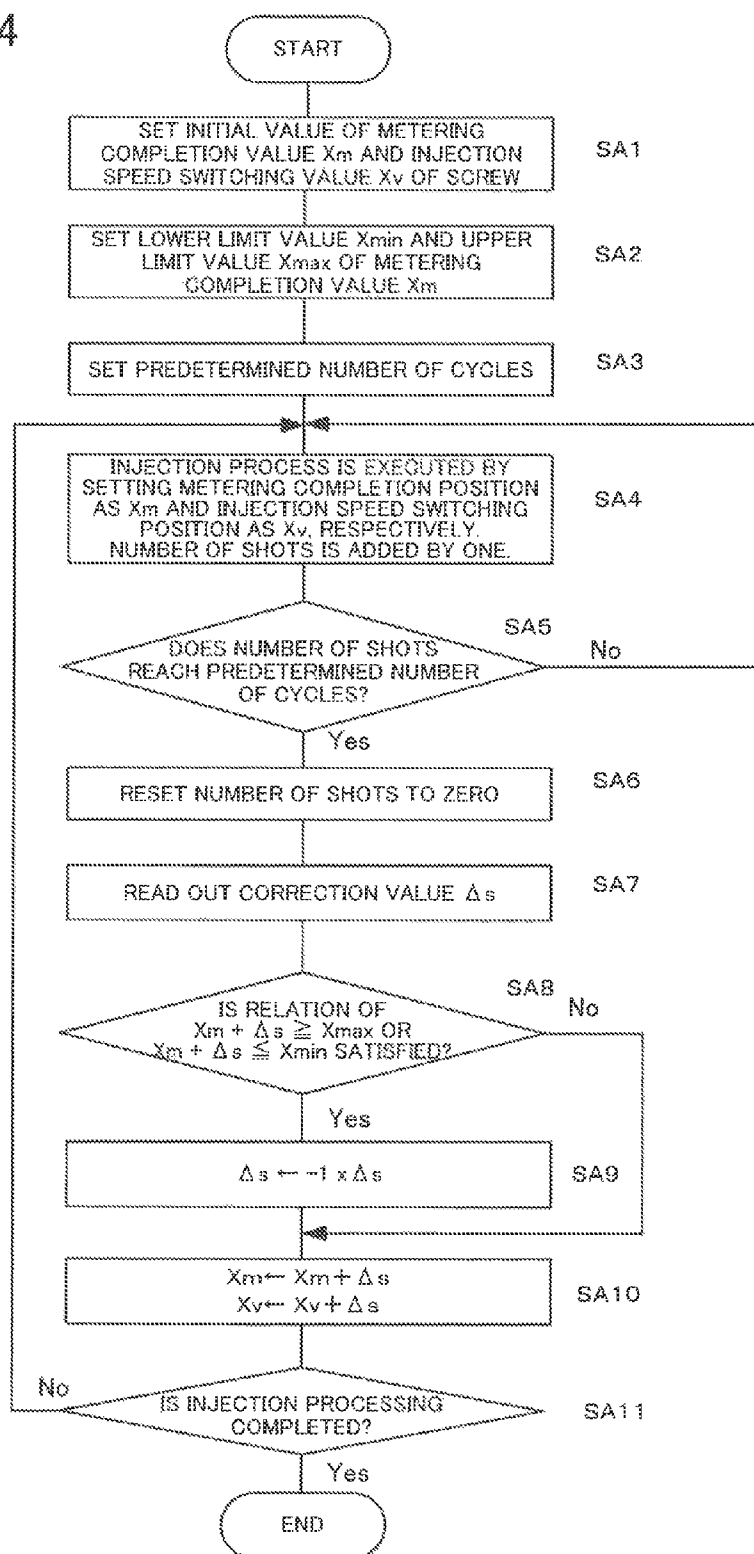 4
START
SET INITIAL VALUE OF METERING
COMPLETION VALUE Xm AND INJECTION
SPEED SWITCHING VALUE Xv OF SCREW
SA1
SET LOWER LIMIT VALUE Xmin AND UPPER
LIMIT VALUE Xmax OF METERING
COMPLETION VALUE Xm
SA2
SET PREDETERMINED NUMBER OF CYCLES
SA3
INJECTION PROCESS IS EXECUTED BY
SETTING METERING COMPLETION POSITION
AS Xm AND INJECTION SPEED SWITCHING
POSITION AS Xv, RESPECTIVELY.
NUMBER OF SHOTS IS ADDED BY ONE.
SA4
DOES NUMBER OF SHOTS
REACH PREDETERMINED NUMBER
OF CYCLES?
SA5
No
Yes
RESET NUMBER OF SHOTS TO ZERO
SA6
READ OUT CORRECTION VALUE Δs
SA7
IS RELATION OF
Xm + Δs ≧ Xmax OR
Xm + Δs ≦ Xmin SATISFIED?
SA8
No
Yes
Δs ← -1 x Δs
SA9
Xm← Xm + Δs
Xv← Xv + Δs
SA10
No
IS INJECTION PROCESSING
COMPLETED?
SA11
Yes
END